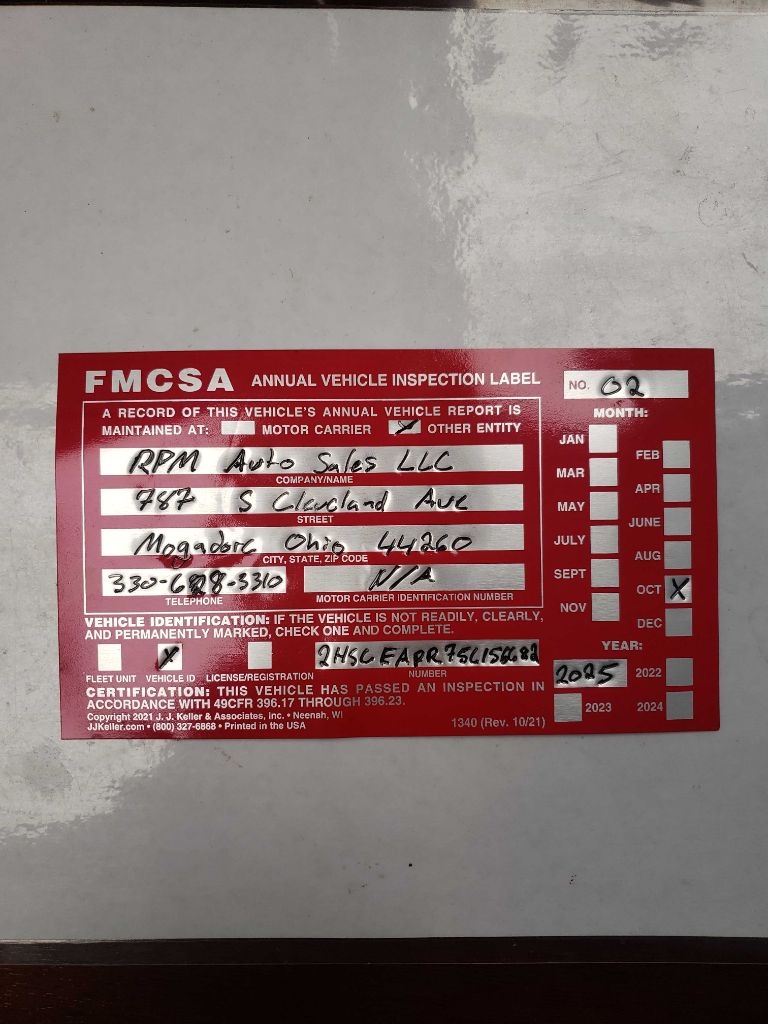 FMCSA ANNUAL VEHICLE INSPECTION LABEL
NO. 02
A RECORD OF THIS VEHICLE'S ANNUAL VEHICLE REPORT IS
MAINTAINED AT: MOTOR CARRIER X OTHER ENTITY
RPM Auto Sales LLC
COMPANY/NAME
787 S Cleveland Ave
STREET
Mogadore Ohio 44260
CITY, STATE, ZIP CODE
N/A
TELEPHONE
MOTOR CARRIER IDENTIFICATION NUMBER
VEHICLE IDENTIFICATION: IF THE VEHICLE IS NOT READILY, CLEARLY,
AND PERMANENTLY MARKED, CHECK ONE AND COMPLETE.
X
FLEET UNIT VEHICLE ID LICENSE/REGISTRATION NUMBER
CERTIFICATION: THIS VEHICLE HAS PASSED AN INSPECTION IN
ACCORDANCE WITH 49CFR 396.17 THROUGH 396.23.
Copyright 2021 J. J. Keller & Associates, Inc. • Neenah, WI
JJKeller.com • (800) 327-6868 • Printed in the USA
1340 (Rev. 10/21)
MONTH:
JAN
FEB
MAR
APR
MAY
JUNE
JULY
AUG
SEPT
OCT X
NOV
DEC
YEAR:
2025 2022
2023 2024